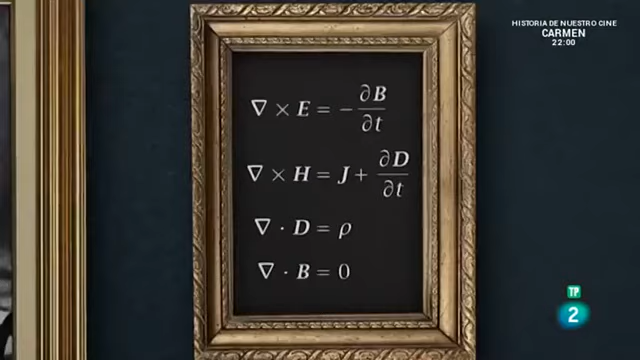 HISTORIA DE NUESTRO CINE
CARMEN
22:00
∇ × E = − ∂B/∂t
∇ × H = J + ∂D/∂t
∇ · D = ρ
∇ · B = 0
TP
2